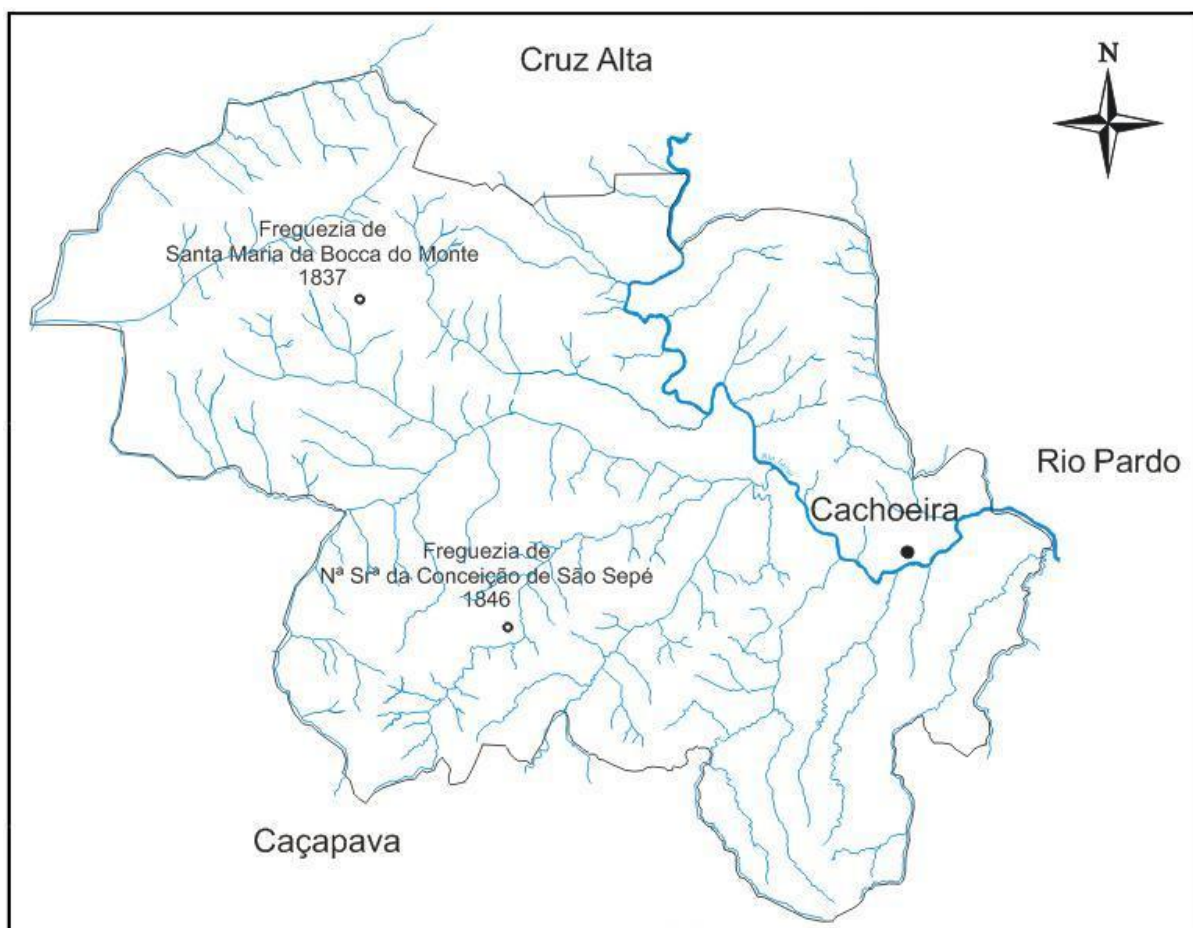 Cruz Alta
N
Freguezia de
Santa Maria da Bocca do Monte
1837
Rio Pardo
Cachoeira
Freguezia de
Nª Srª da Conceição de São Sepé
1846
Caçapava